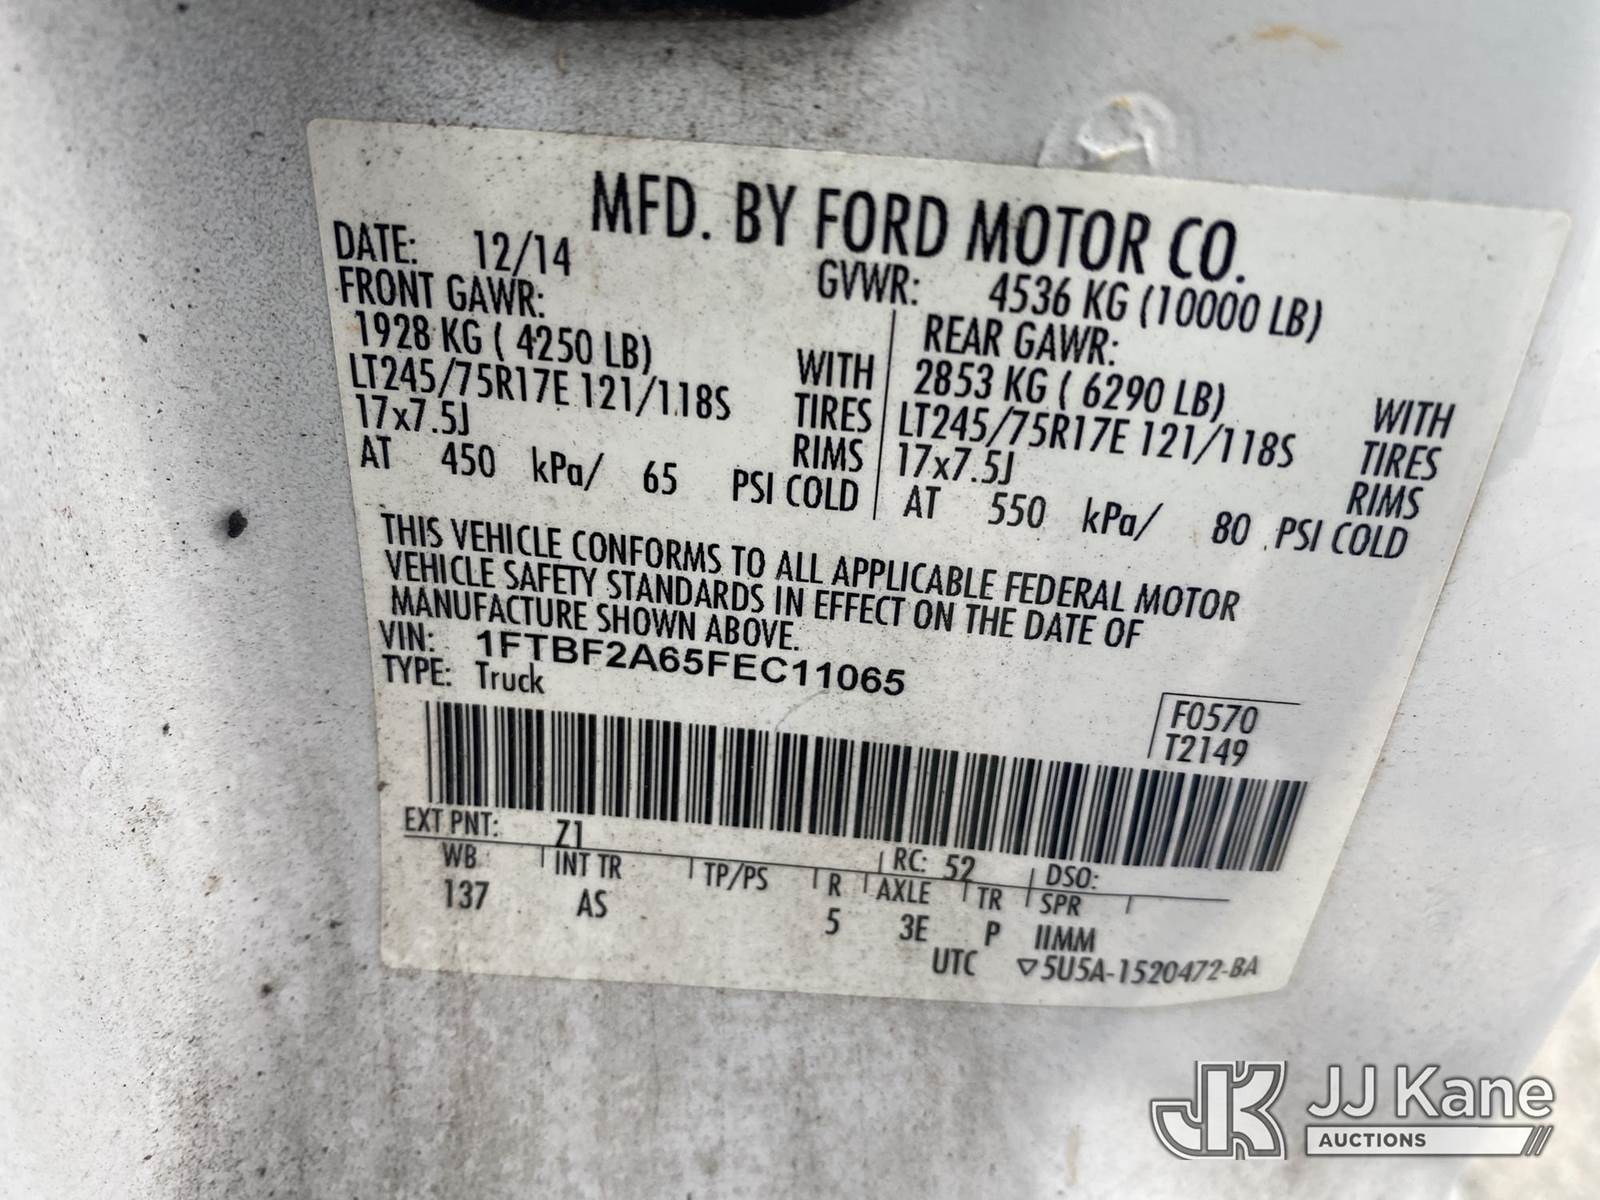 MFD. BY FORD MOTOR CO.
DATE: 12/14 GVWR: 4536 KG (10000 LB)
FRONT GAWR: REAR GAWR:
1928 KG ( 4250 LB) WITH 2853 KG ( 6290 LB) WITH
LT245/75R17E 121/118S TIRES LT245/75R17E 121/118S TIRES
17x7.5J RIMS 17x7.5J RIMS
AT 450 kPa/ 65 PSI COLD AT 550 kPa/ 80 PSI COLD
THIS VEHICLE CONFORMS TO ALL APPLICABLE FEDERAL MOTOR
VEHICLE SAFETY STANDARDS IN EFFECT ON THE DATE OF
MANUFACTURE SHOWN ABOVE.
VIN: 1FTBF2A65FEC11065
TYPE: Truck
F0570
T2149
EXT PNT: Z1 RC: 52 DSO:
WB INT TR TP/PS R AXLE TR SPR
137 AS 5 3E P IIMM
UTC ▽5U5A-1520472-BA
JK JJ Kane
AUCTIONS